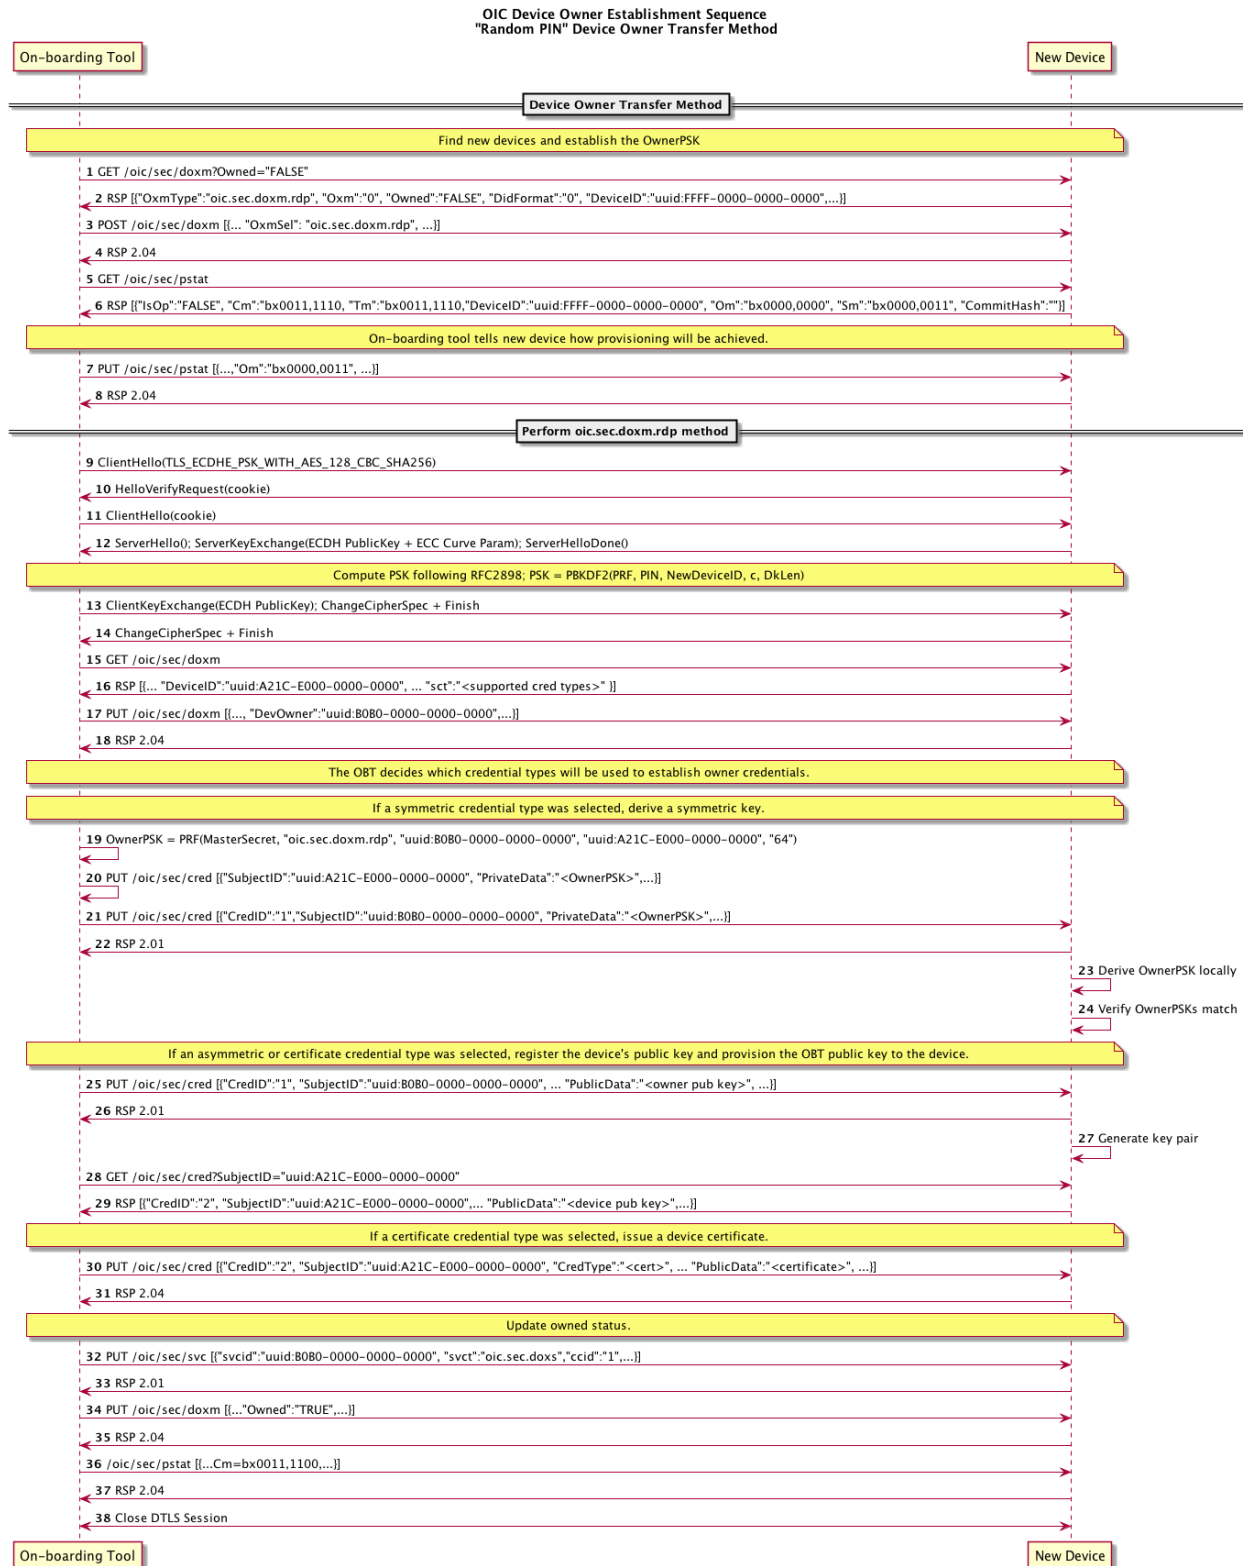 OIC Device Owner Establishment Sequence
"Random PIN" Device Owner Transfer Method
On-boarding Tool
New Device
Device Owner Transfer Method
Find new devices and establish the OwnerPSK
1 GET /oic/sec/doxm?Owned="FALSE"
2 RSP [{"OxmType":"oic.sec.doxm.rdp", "Oxm":"0", "Owned":"FALSE", "DidFormat":"0", "DeviceID":"uuid:FFFF-0000-0000-0000",...}]
3 POST /oic/sec/doxm [{... "OxmSel": "oic.sec.doxm.rdp", ...}]
4 RSP 2.04
5 GET /oic/sec/pstat
6 RSP [{"IsOp":"FALSE", "Cm":"bx0011,1110, "Tm":"bx0011,1110,"DeviceID":"uuid:FFFF-0000-0000-0000", "Om":"bx0000,0000", "Sm":"bx0000,0011", "CommitHash":""}]
On-boarding tool tells new device how provisioning will be achieved.
7 PUT /oic/sec/pstat [{...,"Om":"bx0000,0011", ...}]
8 RSP 2.04
Perform oic.sec.doxm.rdp method
9 ClientHello(TLS_ECDHE_PSK_WITH_AES_128_CBC_SHA256)
10 HelloVerifyRequest(cookie)
11 ClientHello(cookie)
12 ServerHello(); ServerKeyExchange(ECDH PublicKey + ECC Curve Param); ServerHelloDone()
Compute PSK following RFC2898; PSK = PBKDF2(PRF, PIN, NewDeviceID, c, DkLen)
13 ClientKeyExchange(ECDH PublicKey); ChangeCipherSpec + Finish
14 ChangeCipherSpec + Finish
15 GET /oic/sec/doxm
16 RSP [{... "DeviceID":"uuid:A21C-E000-0000-0000", ... "sct":"<supported cred types>" }]
17 PUT /oic/sec/doxm [{..., "DevOwner":"uuid:B0B0-0000-0000-0000",...}]
18 RSP 2.04
The OBT decides which credential types will be used to establish owner credentials.
If a symmetric credential type was selected, derive a symmetric key.
19 OwnerPSK = PRF(MasterSecret, "oic.sec.doxm.rdp", "uuid:B0B0-0000-0000-0000", "uuid:A21C-E000-0000-0000", "64")
20 PUT /oic/sec/cred [{"SubjectID":"uuid:A21C-E000-0000-0000", "PrivateData":"<OwnerPSK>",...}]
21 PUT /oic/sec/cred [{"CredID":"1","SubjectID":"uuid:B0B0-0000-0000-0000", "PrivateData":"<OwnerPSK>",...}]
22 RSP 2.01
23 Derive OwnerPSK locally
24 Verify OwnerPSKs match
If an asymmetric or certificate credential type was selected, register the device's public key and provision the OBT public key to the device.
25 PUT /oic/sec/cred [{"CredID":"1", "SubjectID":"uuid:B0B0-0000-0000-0000", ... "PublicData":"<owner pub key>", ...}]
26 RSP 2.01
27 Generate key pair
28 GET /oic/sec/cred?SubjectID="uuid:A21C-E000-0000-0000"
29 RSP [{"CredID":"2", "SubjectID":"uuid:A21C-E000-0000-0000",... "PublicData":"<device pub key>",...}]
If a certificate credential type was selected, issue a device certificate.
30 PUT /oic/sec/cred [{"CredID":"2", "SubjectID":"uuid:A21C-E000-0000-0000", "CredType":"<cert>", ... "PublicData":"<certificate>", ...}]
31 RSP 2.04
Update owned status.
32 PUT /oic/sec/svc [{"svcid":"uuid:B0B0-0000-0000-0000", "svct":"oic.sec.doxs","ccid":"1",...}]
33 RSP 2.01
34 PUT /oic/sec/doxm [{..."Owned":"TRUE",...}]
35 RSP 2.04
36 /oic/sec/pstat [{...Cm=bx0011,1100,...}]
37 RSP 2.04
38 Close DTLS Session
On-boarding Tool
New Device